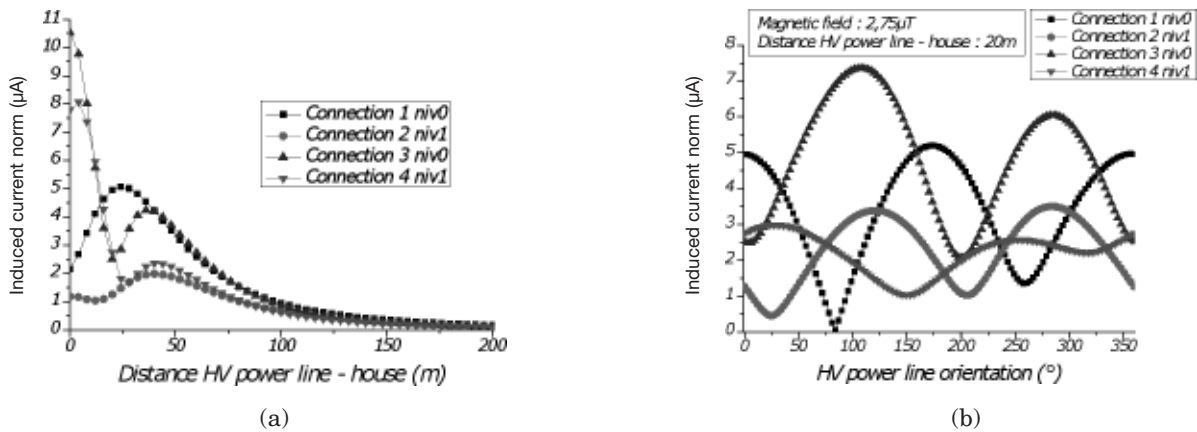 11
10
9
8
7
6
5
4
3
2
1
0
Induced current norm (µA)
Connection 1 niv0
Connection 2 niv1
Connection 3 niv0
Connection 4 niv1
0 50 100 150 200
Distance HV power line - house (m)
(a)
Magnetic field : 2,75µT
Distance HV power line - house : 20m
Connection 1 niv0
Connection 2 niv1
Connection 3 niv0
Connection 4 niv1
8
7
6
5
4
3
2
1
0
Induced current norm (µA)
0 50 100 150 200 250 300 350
HV power line orientation (°)
(b)